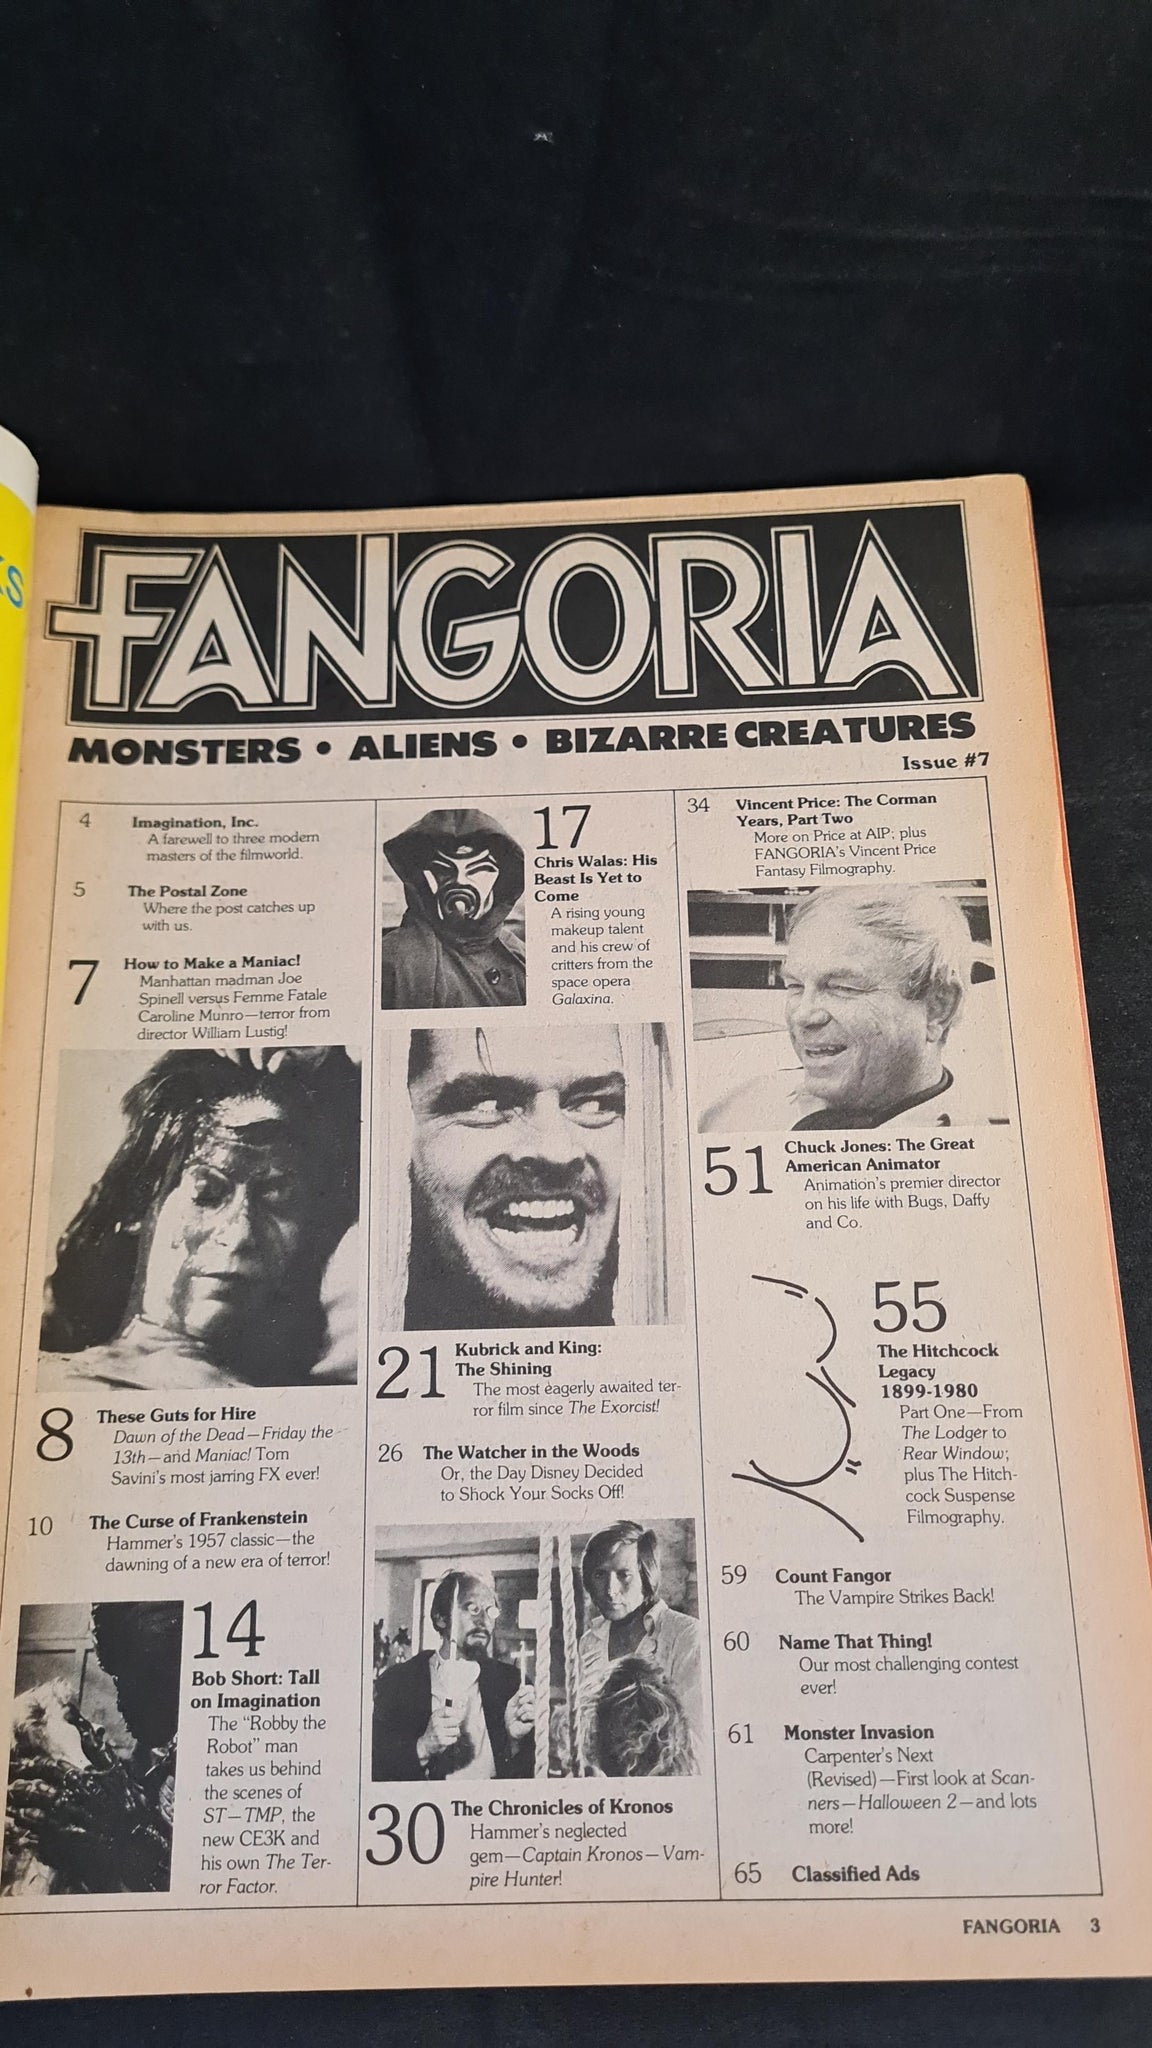 FANGORIA
MONSTERS • ALIENS • BIZARRE CREATURES
Issue #7
4 Imagination, Inc.
A farewell to three modern
masters of the filmworld.
5 The Postal Zone
Where the post catches up
with us.
7 How to Make a Maniac!
Manhattan madman Joe
Spinell versus Femme Fatale
Caroline Munro—terror from
director William Lustig!
8 These Guts for Hire
Dawn of the Dead—Friday the
13th—and Maniac! Tom
Savini's most jarring FX ever!
10 The Curse of Frankenstein
Hammer's 1957 classic—the
dawning of a new era of terror!
14
Bob Short: Tall
on Imagination
The "Robby the
Robot" man
takes us behind
the scenes of
ST—TMP, the
new CE3K and
his own The Ter-
ror Factor.
17
Chris Walas: His
Beast Is Yet to
Come
A rising young
makeup talent
and his crew of
critters from the
space opera
Galaxina.
21 Kubrick and King:
The Shining
The most eagerly awaited ter-
ror film since The Exorcist!
26 The Watcher in the Woods
Or, the Day Disney Decided
to Shock Your Socks Off!
30 The Chronicles of Kronos
Hammer's neglected
gem—Captain Kronos—Vam-
pire Hunter!
34 Vincent Price: The Corman
Years, Part Two
More on Price at AIP; plus
FANGORIA's Vincent Price
Fantasy Filmography.
51 Chuck Jones: The Great
American Animator
Animation's premier director
on his life with Bugs, Daffy
and Co.
55
The Hitchcock
Legacy
1899-1980
Part One—From
The Lodger to
Rear Window;
plus The Hitch-
cock Suspense
Filmography.
59 Count Fangor
The Vampire Strikes Back!
60 Name That Thing!
Our most challenging contest
ever!
61 Monster Invasion
Carpenter's Next
(Revised)—First look at Scan-
ners—Halloween 2—and lots
more!
65 Classified Ads
FANGORIA 3